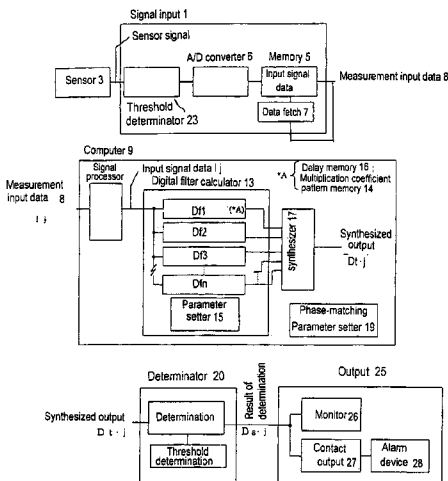 Signal input 1
Sensor signal
A/D converter 6
Memory 5
Sensor 3
Input signal
data
Measurement input data 8
Threshold
determinator 23
Data fetch 7
Computer 9
Signal
processor
Input signal data I j
Digital filter calculator 13
*A
Delay memory 16 ;
Multiplication coefficient
pattern memory 14
Measurement
input data 8
I j
Df1
(*A)
Df2
Df3
Dfn
synthesizer 17
Synthesized
output
Dt · j
Parameter
setter 15
Phase-matching
Parameter setter 19
Determinator 20
Result of
determination
Output 25
Synthesized output
D t · j
Determination
Threshold
determination
D a · j
Monitor 26
Contact
output 27
Alarm
device 28